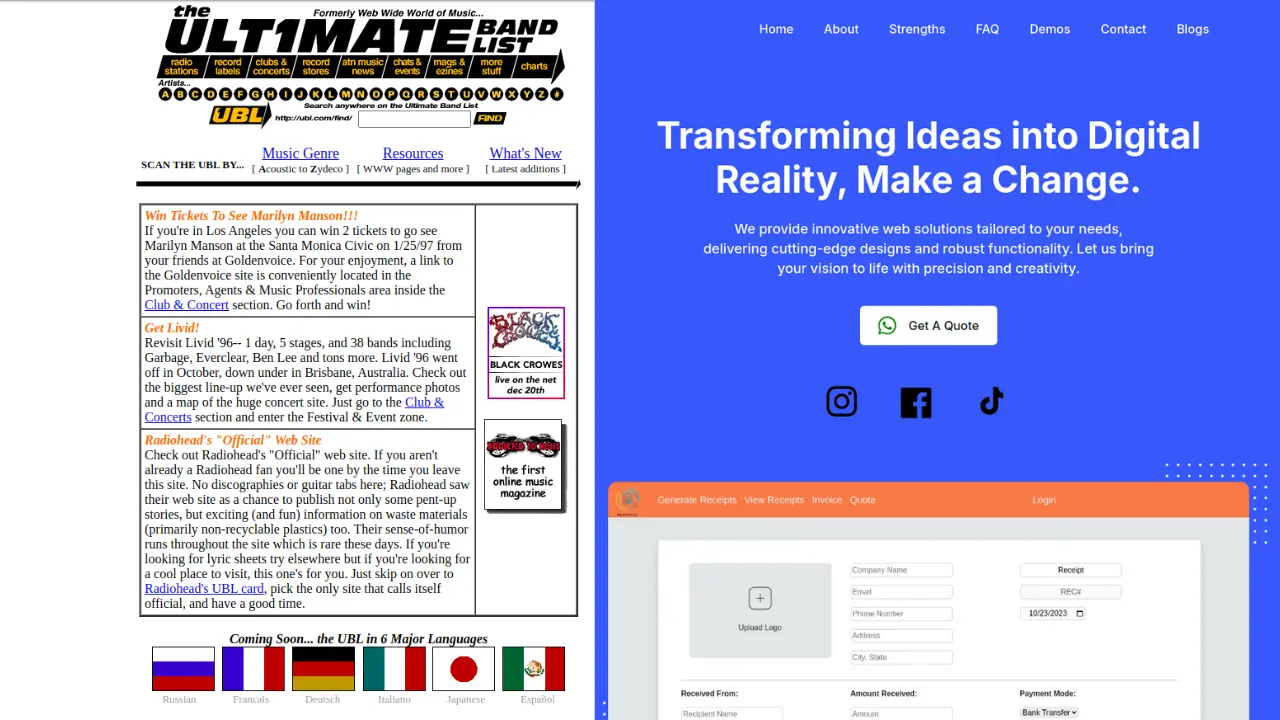 the
Formerly Web Wide World of Music...
ULT1MATE BAND LIST
radio stations
record labels
clubs & concerts
record stores
atn music news
chats & events
mags & ezines
more stuff
charts
Artists...
A B C D E F G H I J K L M N O P Q R S T U V W X Y Z #
Search anywhere on the Ultimate Band List
UBL http://ubl.com/find/ FIND
SCAN THE UBL BY...
Music Genre
[ Acoustic to Zydeco ]
Resources
[ WWW pages and more ]
What's New
[ Latest additions ]
Win Tickets To See Marilyn Manson!!!
If you're in Los Angeles you can win 2 tickets to go see
Marilyn Manson at the Santa Monica Civic on 1/25/97 from
your friends at Goldenvoice. For your enjoyment, a link to
the Goldenvoice site is conveniently located in the
Promoters, Agents & Music Professionals area inside the
Club & Concert section. Go forth and win!
Get Livid!
Revisit Livid '96-- 1 day, 5 stages, and 38 bands including
Garbage, Everclear, Ben Lee and tons more. Livid '96 went
off in October, down under in Brisbane, Australia. Check out
the biggest line-up we've ever seen, get performance photos
and a map of the huge concert site. Just go to the Club &
Concerts section and enter the Festival & Event zone.
Radiohead's "Official" Web Site
Check out Radiohead's "Official" web site. If you aren't
already a Radiohead fan you'll be one by the time you leave
this site. No discographies or guitar tabs here; Radiohead saw
their web site as a chance to publish not only some pent-up
stories, but exciting (and fun) information on waste materials
(primarily non-recyclable plastics) too. Their sense-of-humor
runs throughout the site which is rare these days. If you're
looking for lyric sheets try elsewhere but if you're looking for
a cool place to visit, this one's for you. Just skip on over to
Radiohead's UBL card, pick the only site that calls itself
official, and have a good time.
BLACK CROWES
BLACK CROWES
live on the net
dec 20th
ADDICTED TO NOISE
the first
online music
magazine
Coming Soon... the UBL in 6 Major Languages
Russian
Francais
Deutsch
Italiano
Japanese
Español
Home
About
Strengths
FAQ
Demos
Contact
Blogs
Transforming Ideas into Digital
Reality, Make a Change.
We provide innovative web solutions tailored to your needs,
delivering cutting-edge designs and robust functionality. Let us bring
your vision to life with precision and creativity.
Get A Quote
Generate Receipts
View Receipts
Invoice
Quote
Login
Upload Logo
Company Name
Email
Phone Number
Address
City, State
Receipt
REC#
10/23/2023
Received From:
Amount Received:
Payment Mode:
Recipient Name
Amount
Bank Transfer